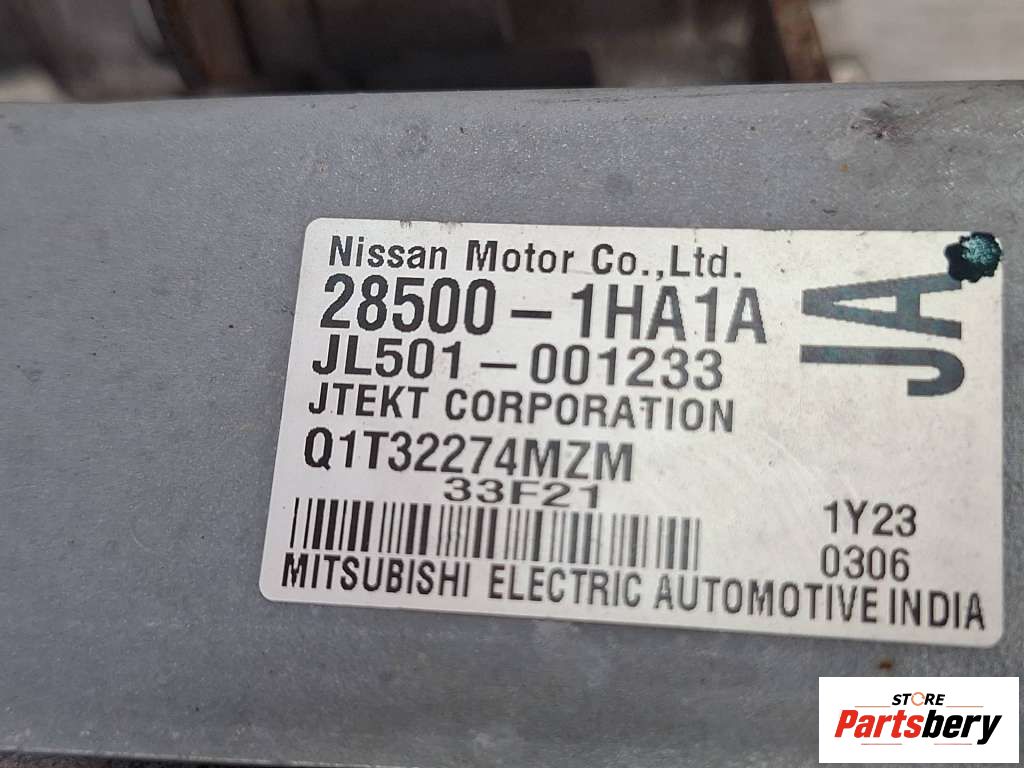 Nissan Motor Co.,Ltd.
28500-1HA1A
JL501-001233
JTEKT CORPORATION
Q1T32274MZM
33F21
JA
1Y23
0306
MITSUBISHI ELECTRIC AUTOMOTIVE INDIA
STORE
Partsbery